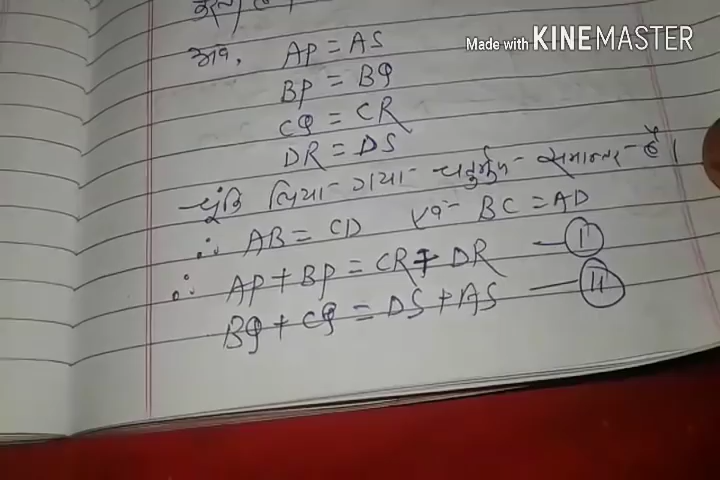 अब, AP = AS
Made with KINEMASTER
BP = BQ
CQ = CR
DR = DS
चूंकि लिया गया चतुर्भुज समान्तर है।
∴ AB = CD एवं BC = AD
∴ AP + BP = CR + DR — II
BQ + CQ = DS + AS — III